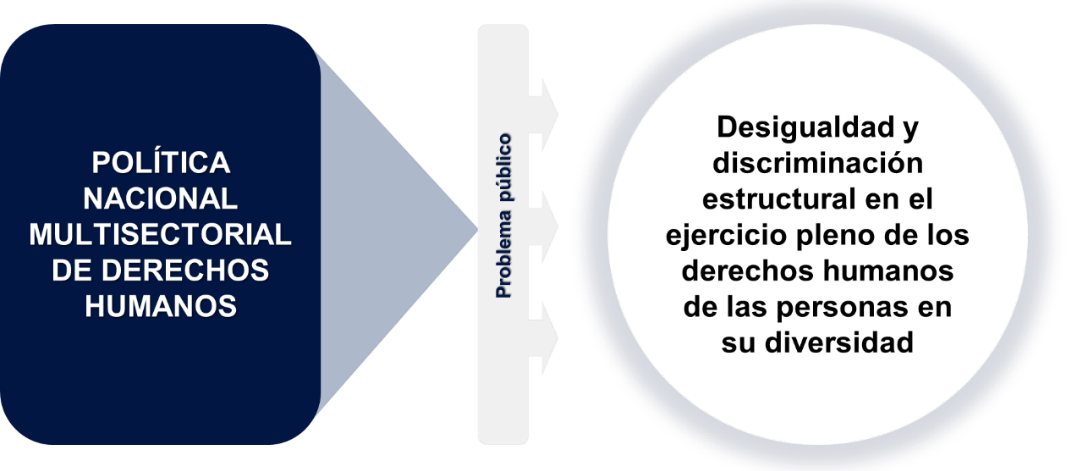 POLÍTICA
NACIONAL
MULTISECTORIAL
DE DERECHOS
HUMANOS
Problema público
Desigualdad y
discriminación
estructural en el
ejercicio pleno de los
derechos humanos
de las personas en
su diversidad